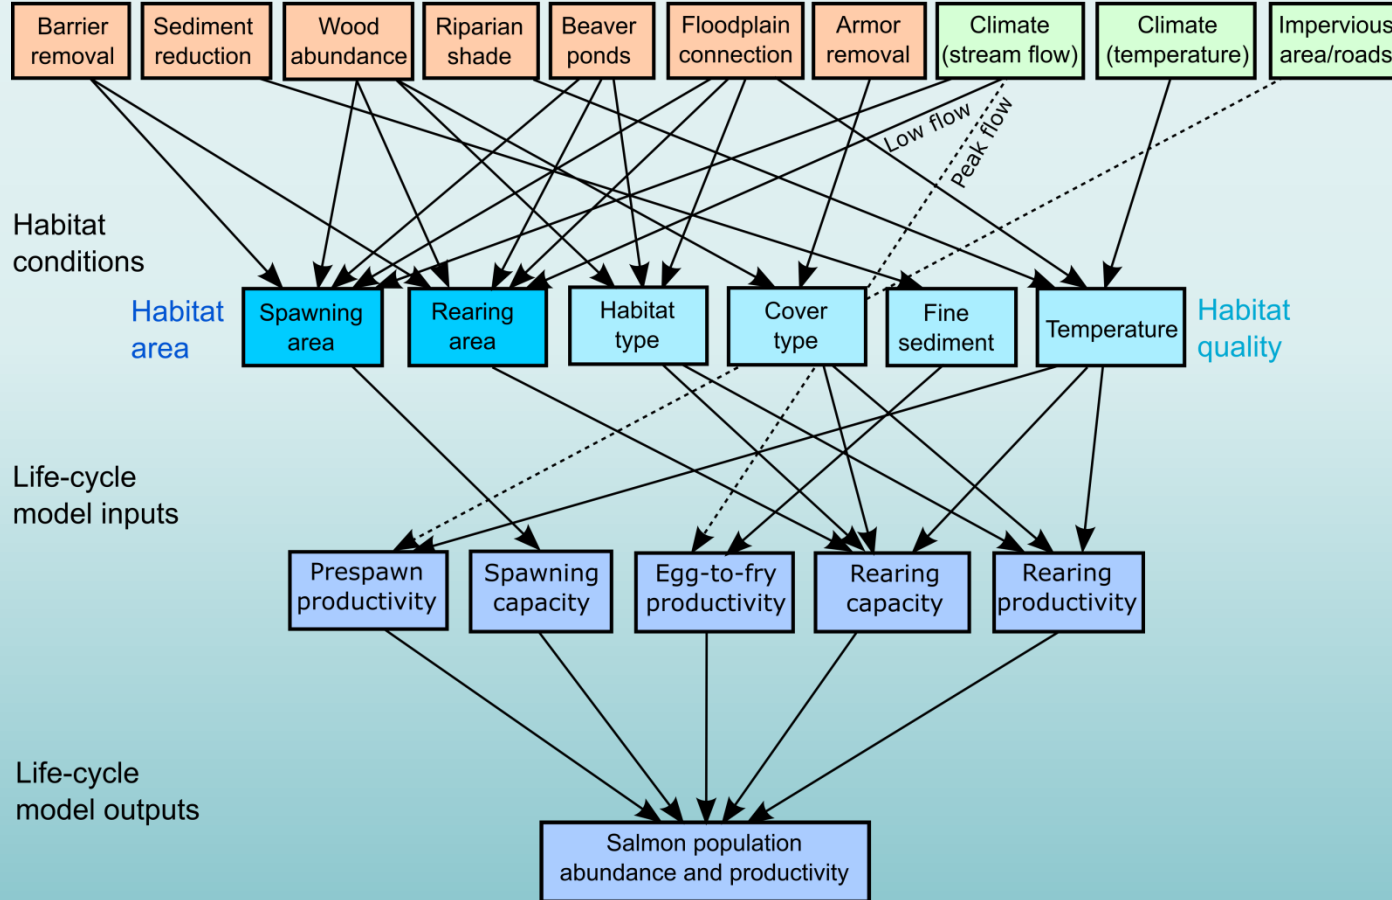 Barrier
removal
Sediment
reduction
Wood
abundance
Riparian
shade
Beaver
ponds
Floodplain
connection
Armor
removal
Climate
(stream flow)
Climate
(temperature)
Impervious
area/roads
Low flow
Peak flow
Habitat
conditions
Habitat
area
Spawning
area
Rearing
area
Habitat
type
Cover
type
Fine
sediment
Temperature
Habitat
quality
Life-cycle
model inputs
Prespawn
productivity
Spawning
capacity
Egg-to-fry
productivity
Rearing
capacity
Rearing
productivity
Life-cycle
model outputs
Salmon population
abundance and productivity